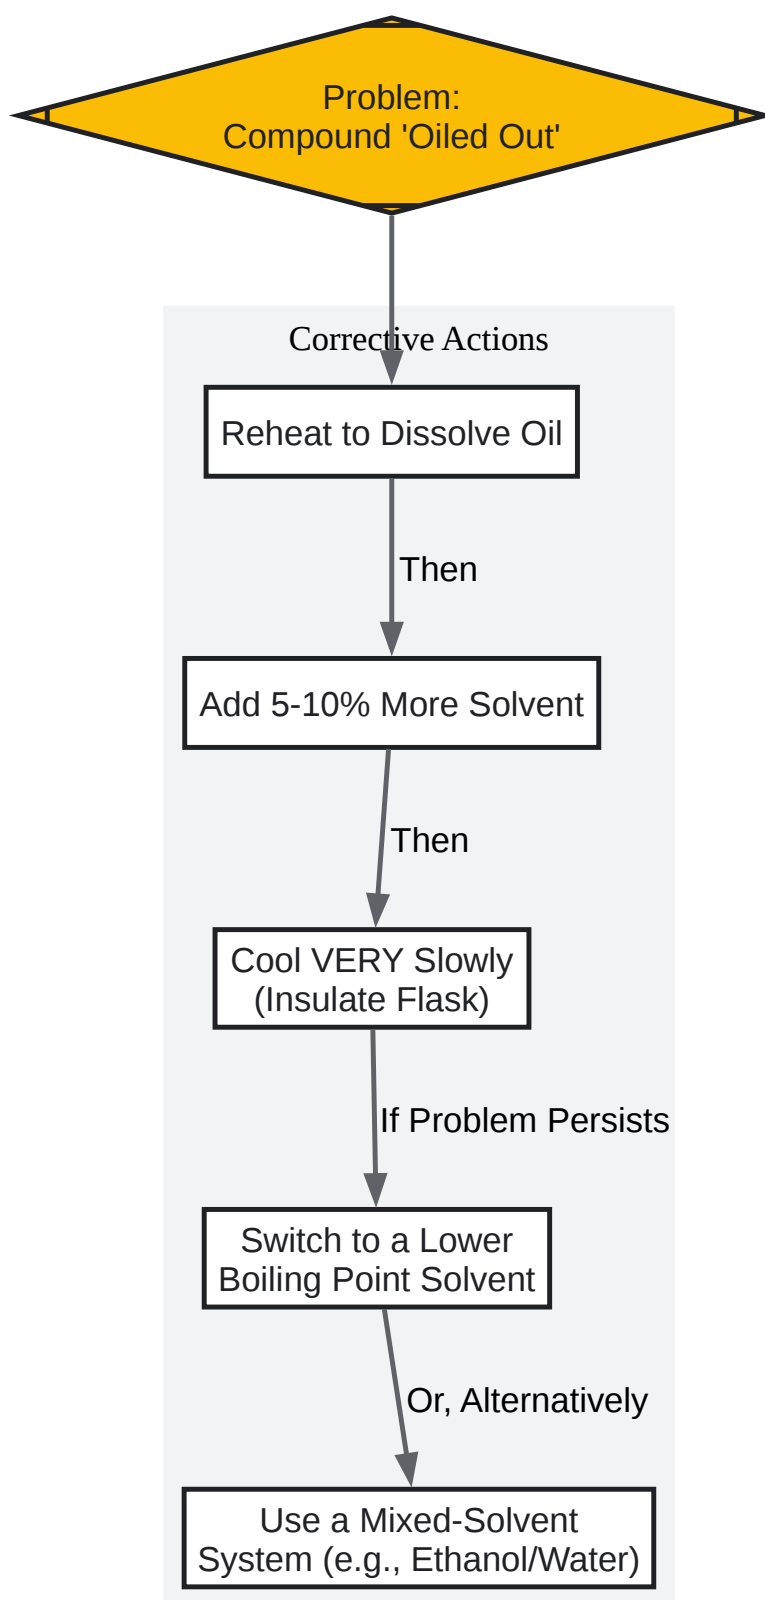 Problem:
Compound 'Oiled Out'
Corrective Actions
Reheat to Dissolve Oil
Then
Add 5-10% More Solvent
Then
Cool VERY Slowly
(Insulate Flask)
If Problem Persists
Switch to a Lower
Boiling Point Solvent
Or, Alternatively
Use a Mixed-Solvent
System (e.g., Ethanol/Water)